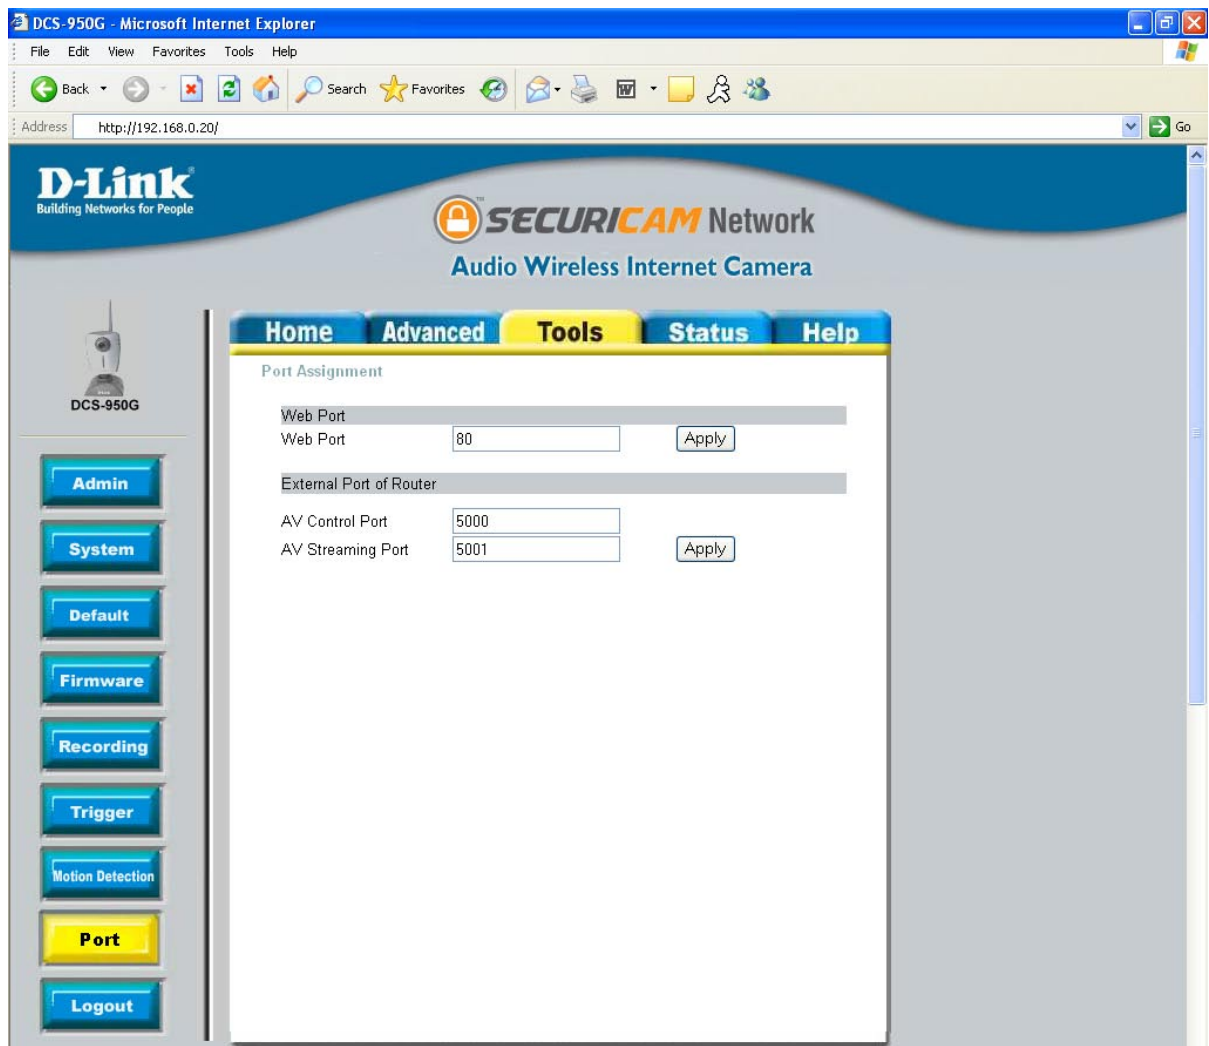 DCS-950G - Microsoft Internet Explorer
File Edit View Favorites Tools Help
Back Search Favorites
Address http://192.168.0.20/ Go
D-Link
Building Networks for People
SECURICAM Network
Audio Wireless Internet Camera
DCS-950G
Home Advanced Tools Status Help
Port Assignment
Web Port
Web Port 80 Apply
External Port of Router
AV Control Port 5000
AV Streaming Port 5001 Apply
Admin
System
Default
Firmware
Recording
Trigger
Motion Detection
Port
Logout